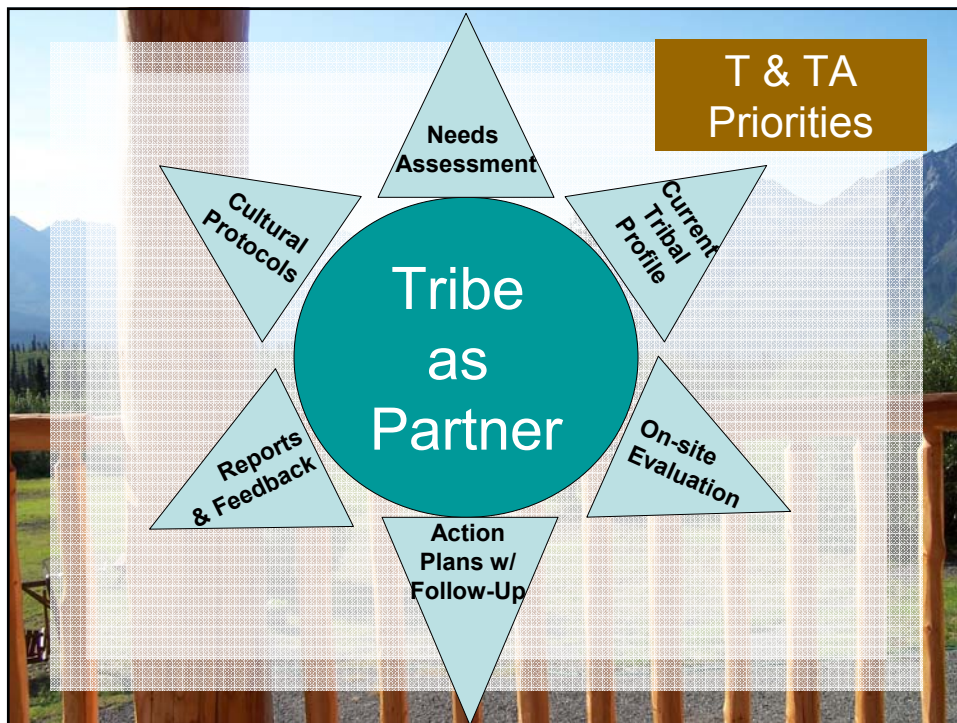 T & TA
Priorities
Needs
Assessment
Current
Tribal
Profile
On-site
Evaluation
Action
Plans w/
Follow-Up
Reports
& Feedback
Cultural
Protocols
Tribe
as
Partner